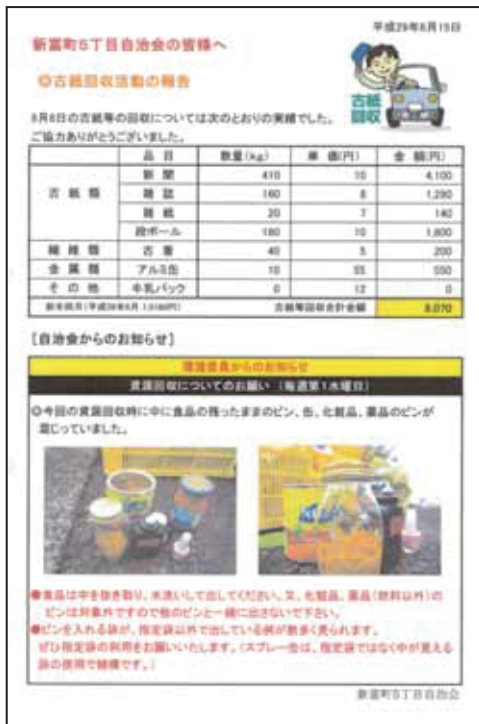 平成29年6月15日
新富町5丁目自治会の皆様へ
◎古紙回収活動の報告
古紙
回収
古紙等の回収については次のとおりの実績でした。
ご協力ありがとうございました。
品 目 数量(kg) 単 価(円) 金 額(円)
古 紙 類 新 聞 410 10 4,100
雑 誌 160 8 1,280
雑 紙 20 7 140
段ボール 180 10 1,800
繊 維 類 古 着 40 5 200
金 属 類 アルミ缶 10 55 550
そ の 他 牛乳パック 0 12 0
古紙等回収合計金額 8,070
[自治会からのお知らせ]
環境委員からのお知らせ
資源回収についてのお願い (毎週第1水曜日)
◎今回の資源回収時に中に食品の残ったままのビン、缶、化粧品、薬品のビンが
混じっていました。
●食品は中を抜き取り、水洗いして出してください。又、化粧品、薬品(飲料以外)の
ビンは対象外ですので他のビンと一緒に出さないで下さい。
●ビンを入れる袋が、指定袋以外で出している例が数多く見られます。
ぜひ指定袋の利用をお願いいたします。(スプレー缶は、指定袋ではなく中が見える
袋の使用で結構です。)
新富町5丁目自治会